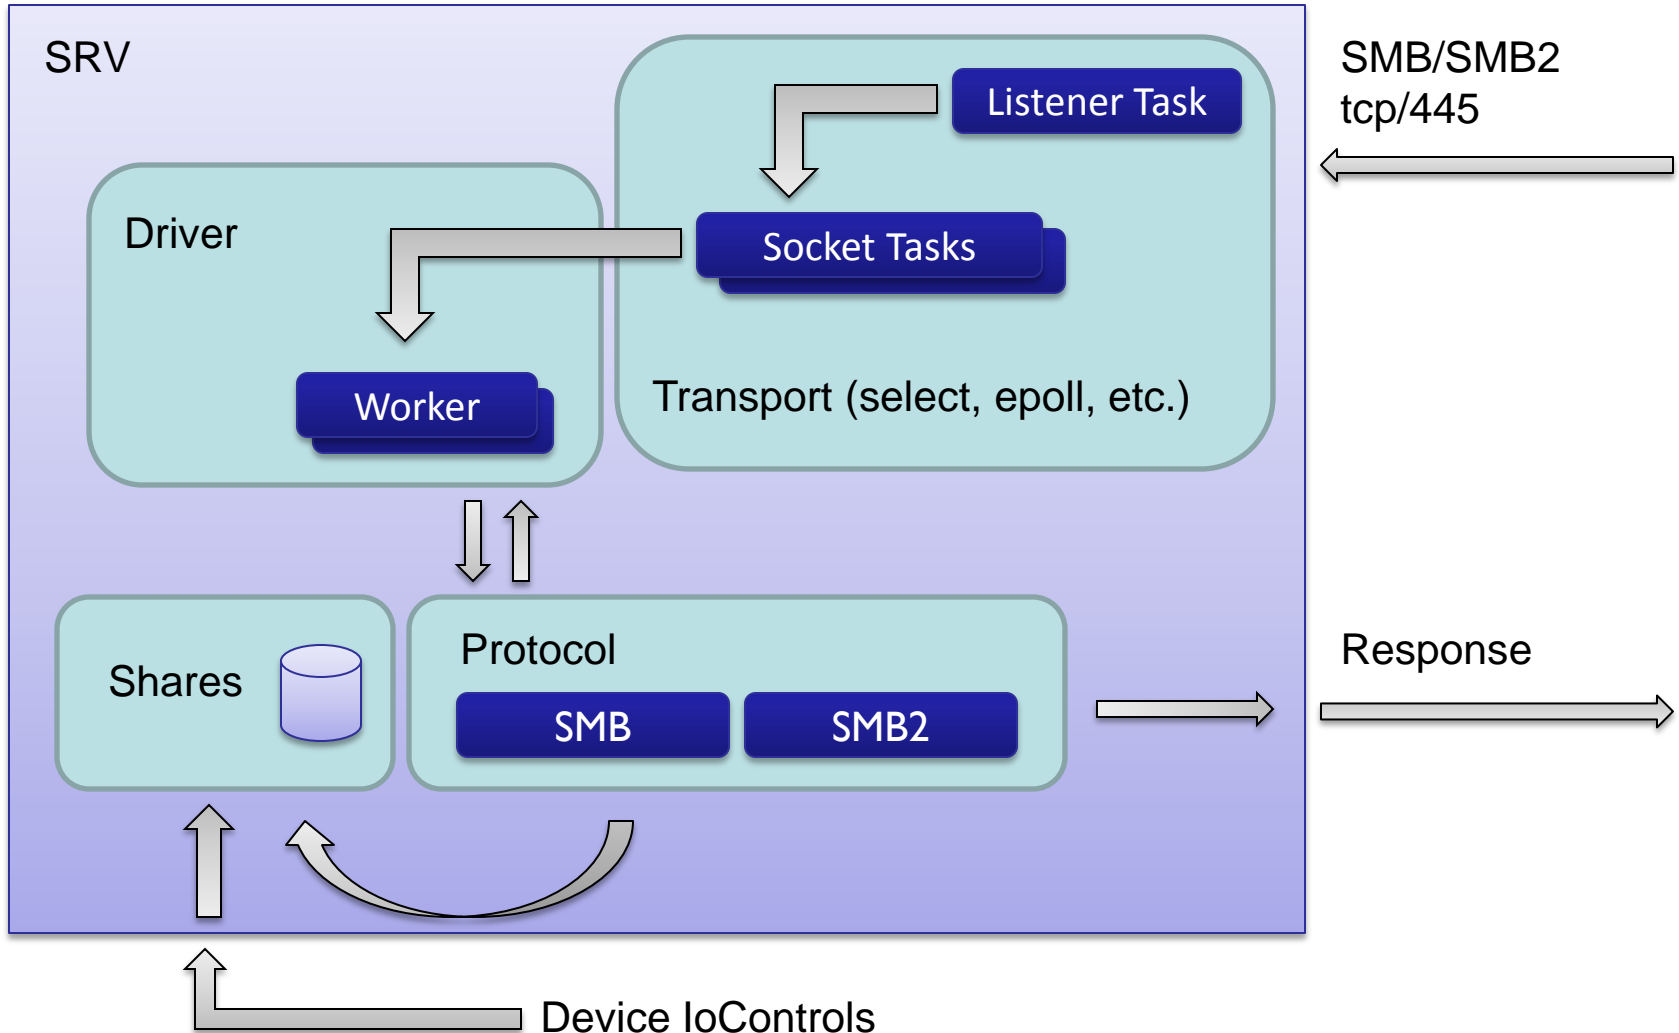 SRV
SMB/SMB2
tcp/445
Listener Task
Driver
Socket Tasks
Transport (select, epoll, etc.)
Worker
Shares
Protocol
SMB
SMB2
Response
Device IoControls